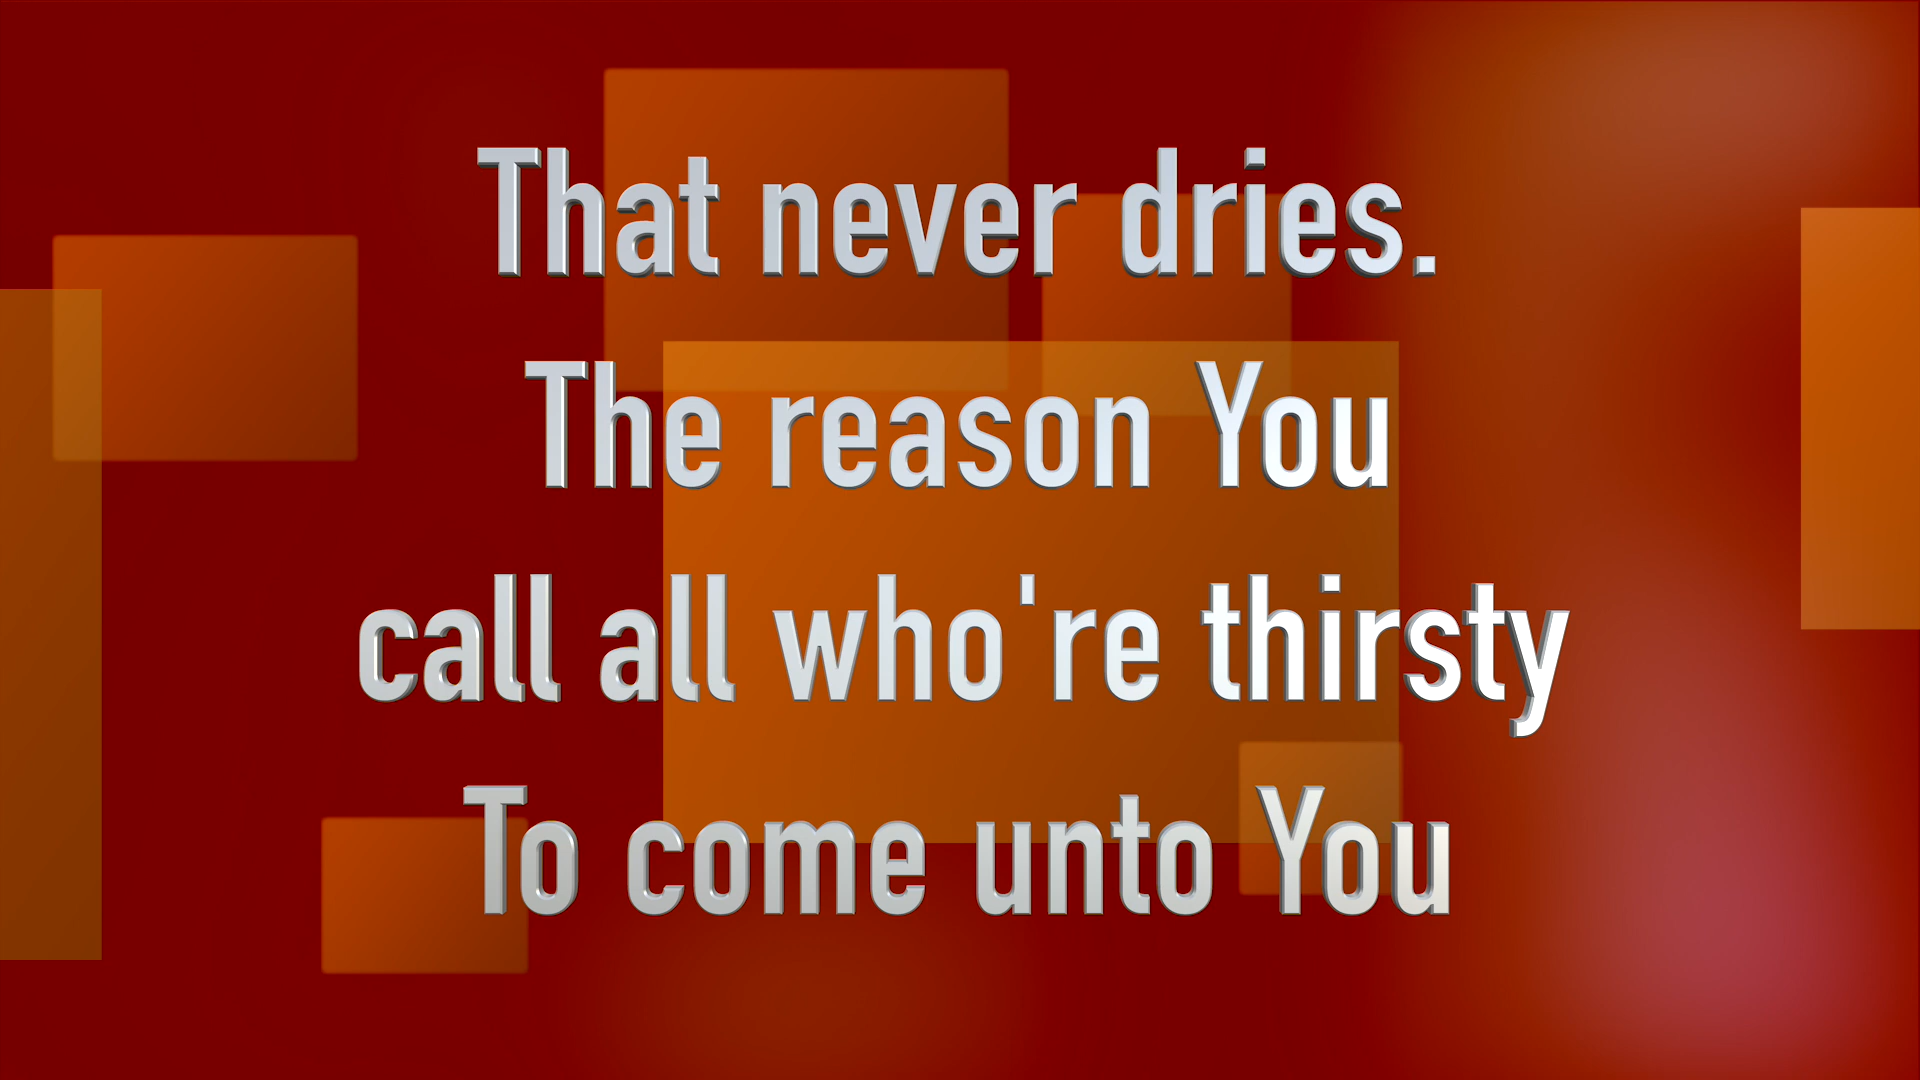 That never dries.
The reason You
call all who're thirsty
To come unto You